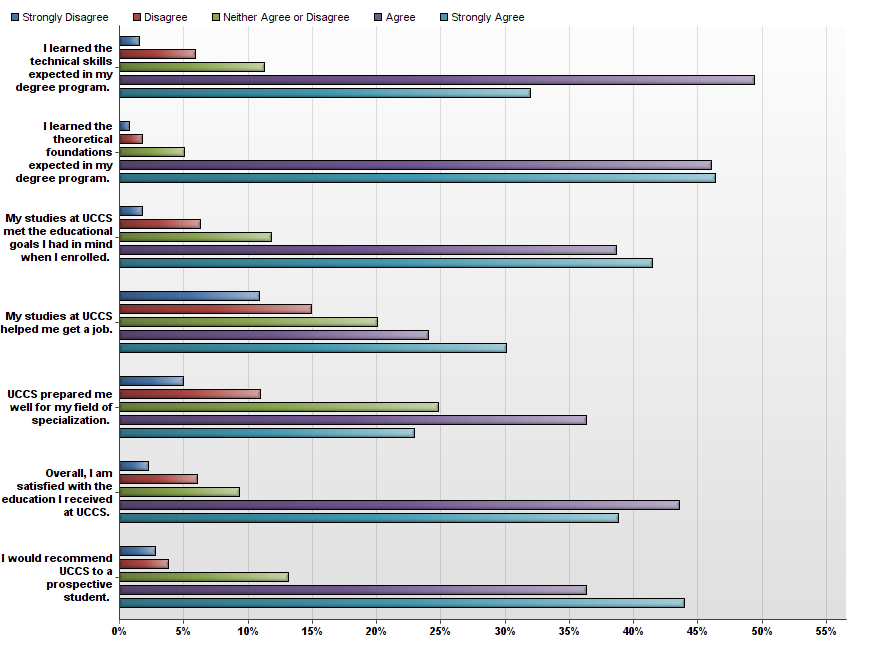 Strongly Disagree Disagree Neither Agree or Disagree Agree Strongly Agree
I learned the
technical skills
expected in my
degree program.
I learned the
theoretical
foundations
expected in my
degree program.
My studies at UCCS
met the educational
goals I had in mind
when I enrolled.
My studies at UCCS
helped me get a job.
UCCS prepared me
well for my field of
specialization.
Overall, I am
satisfied with the
education I received
at UCCS.
I would recommend
UCCS to a
prospective
student.
0% 5% 10% 15% 20% 25% 30% 35% 40% 45% 50% 55%